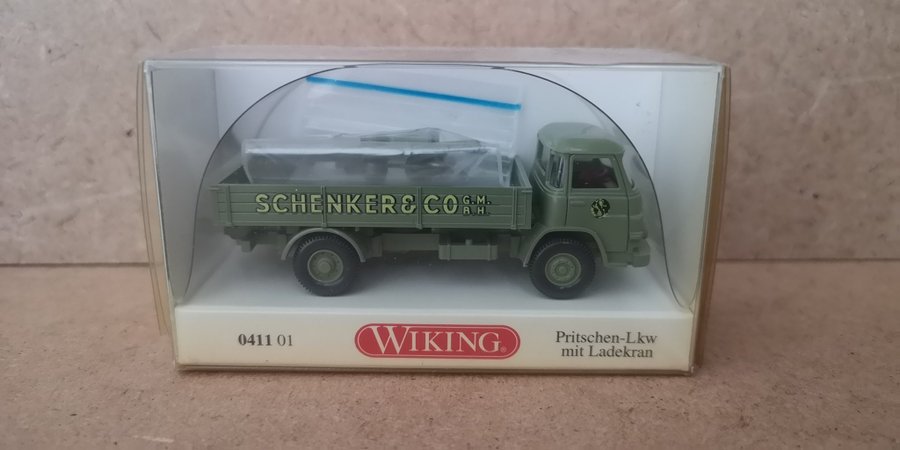 SCHENKER & CO G.M.
B.H.
0411 01
WIKING®
Pritschen-Lkw
mit Ladekran